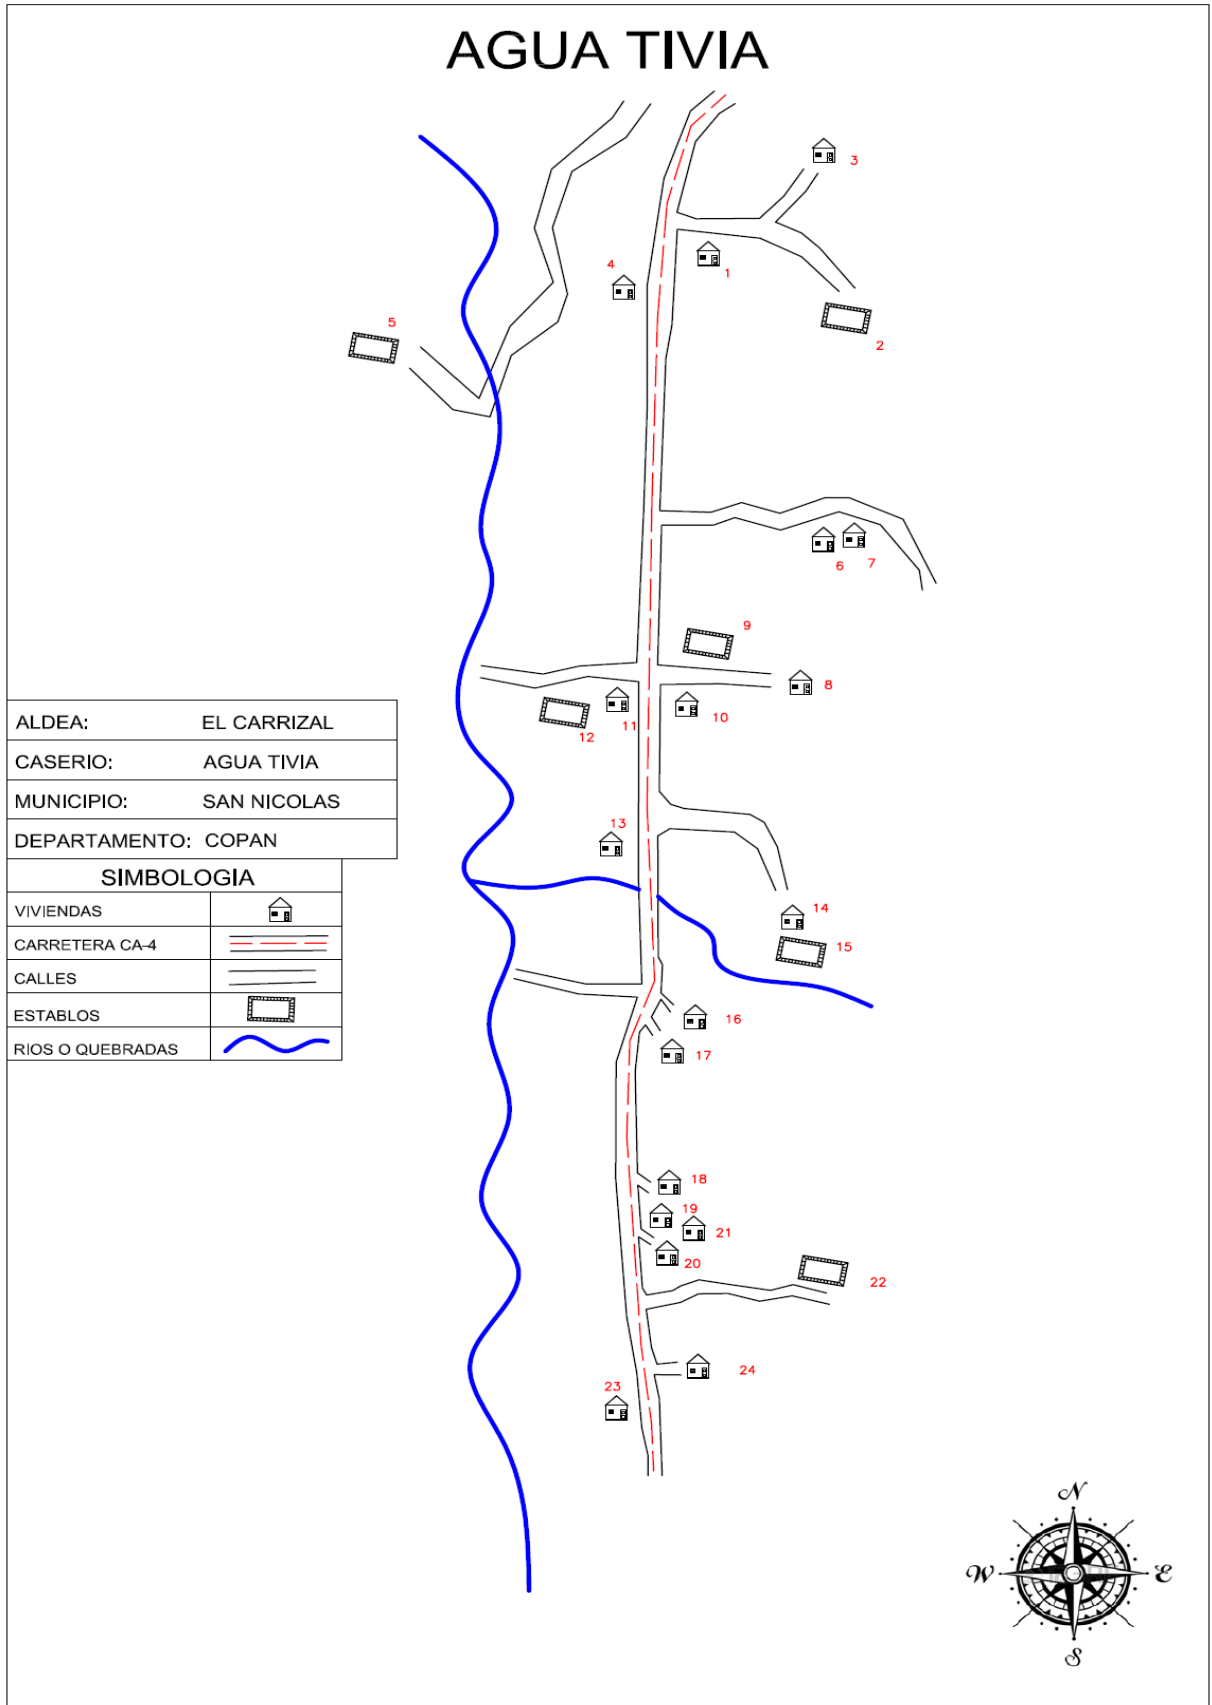 AGUA TIVIA
3
1
4
2
5
6
7
9
8
10
11
12
13
14
15
16
17
18
19
21
20
22
24
23
ALDEA: EL CARRIZAL
CASERIO: AGUA TIVIA
MUNICIPIO: SAN NICOLAS
DEPARTAMENTO: COPAN
SIMBOLOGIA
VIVIENDAS
CARRETERA CA-4
CALLES
ESTABLOS
RIOS O QUEBRADAS
N
W E
S